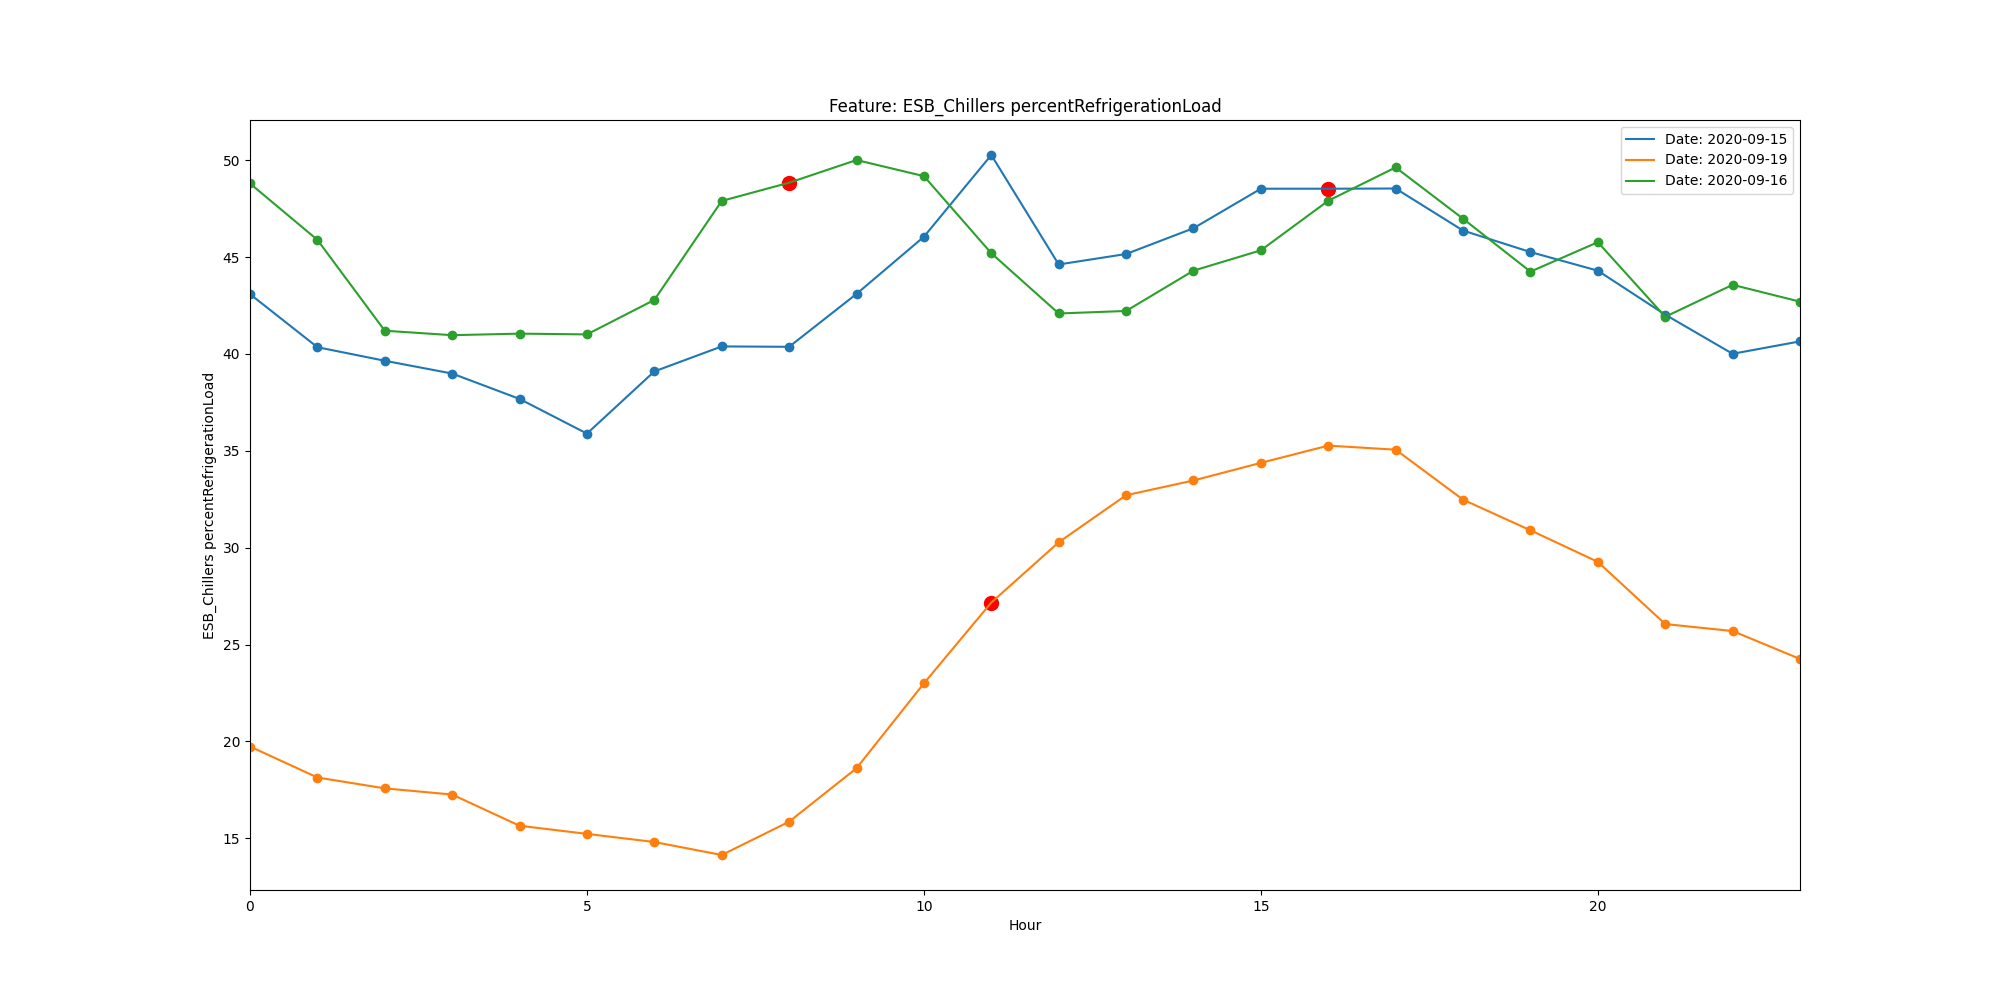 Feature: ESB_Chillers percentRefrigerationLoad
Date: 2020-09-15
Date: 2020-09-19
Date: 2020-09-16
50
45
40
35
30
25
20
15
ESB_Chillers percentRefrigerationLoad
0
5
10
15
20
Hour